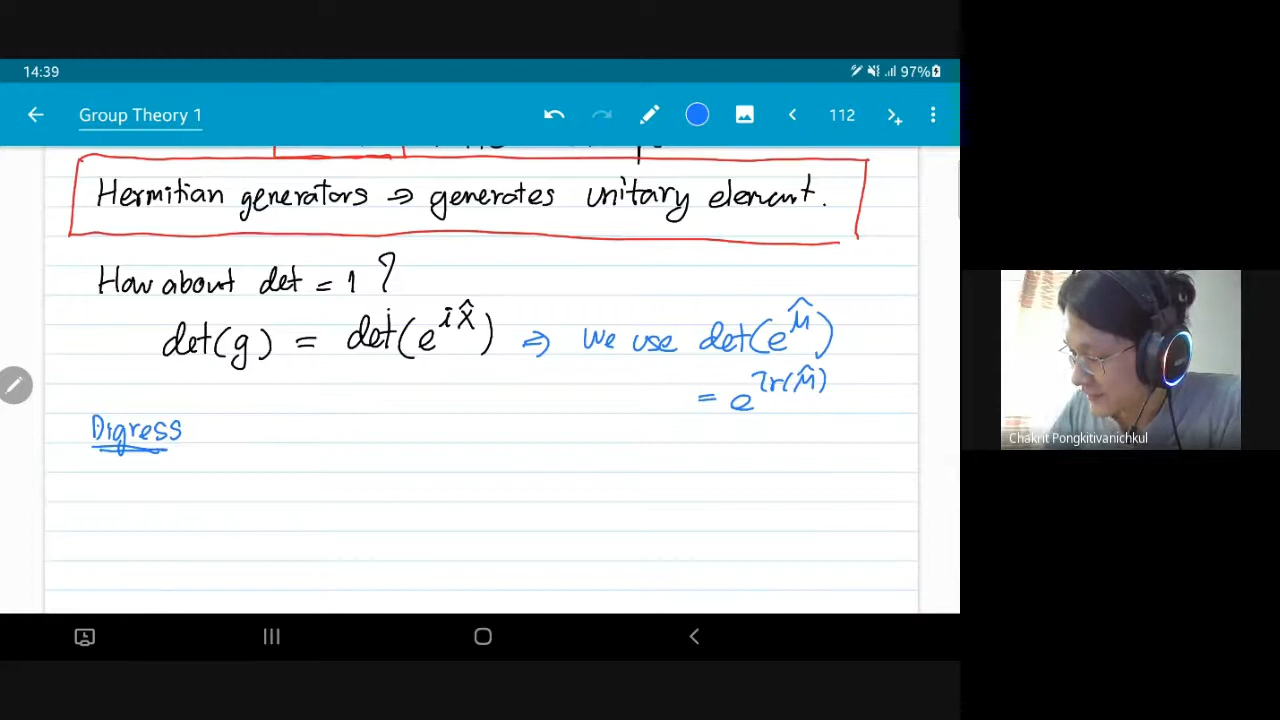 14:39
97%
Group Theory 1
112
Hermitian generators ⇒ generates unitary element.
How about det = 1 ?
det(g) = det(e^{iX̂}) ⇒ We use det(e^{M̂})
= e^{Tr(M̂)}
Digress
Chakrit Pongkitivanichkul